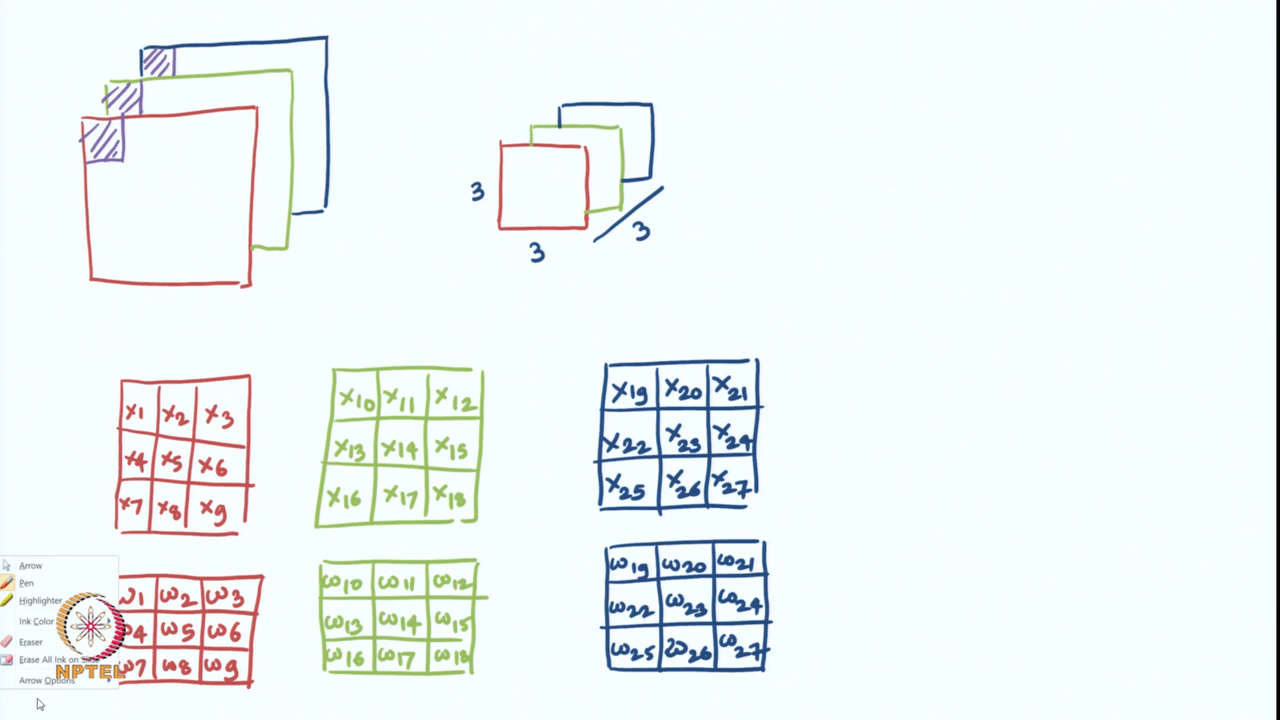 3
3
3
x1 x2 x3
x4 x5 x6
x7 x8 x9
x10 x11 x12
x13 x14 x15
x16 x17 x18
x19 x20 x21
x22 x23 x24
x25 x26 x27
ω1 ω2 ω3
ω4 ω5 ω6
ω7 ω8 ω9
ω10 ω11 ω12
ω13 ω14 ω15
ω16 ω17 ω18
ω19 ω20 ω21
ω22 ω23 ω24
ω25 ω26 ω27
Arrow
Pen
Highlighter
Ink Color
Eraser
Erase All Ink on Slide
Arrow Options
NPTEL